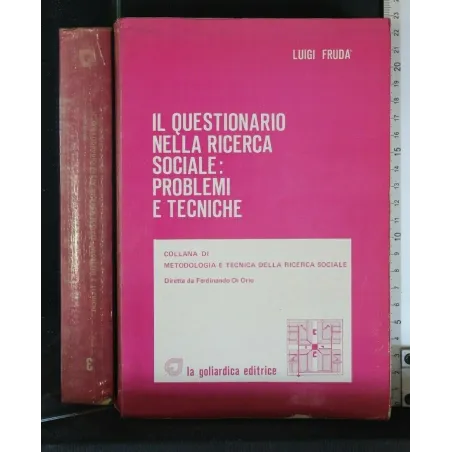 LUIGI FRUDA'
IL QUESTIONARIO
NELLA RICERCA
SOCIALE:
PROBLEMI
E TECNICHE
COLLANA DI
METODOLOGIA E TECNICA DELLA RICERCA SOCIALE
Diretta da Ferdinando Di Orio
la goliardica editrice
3